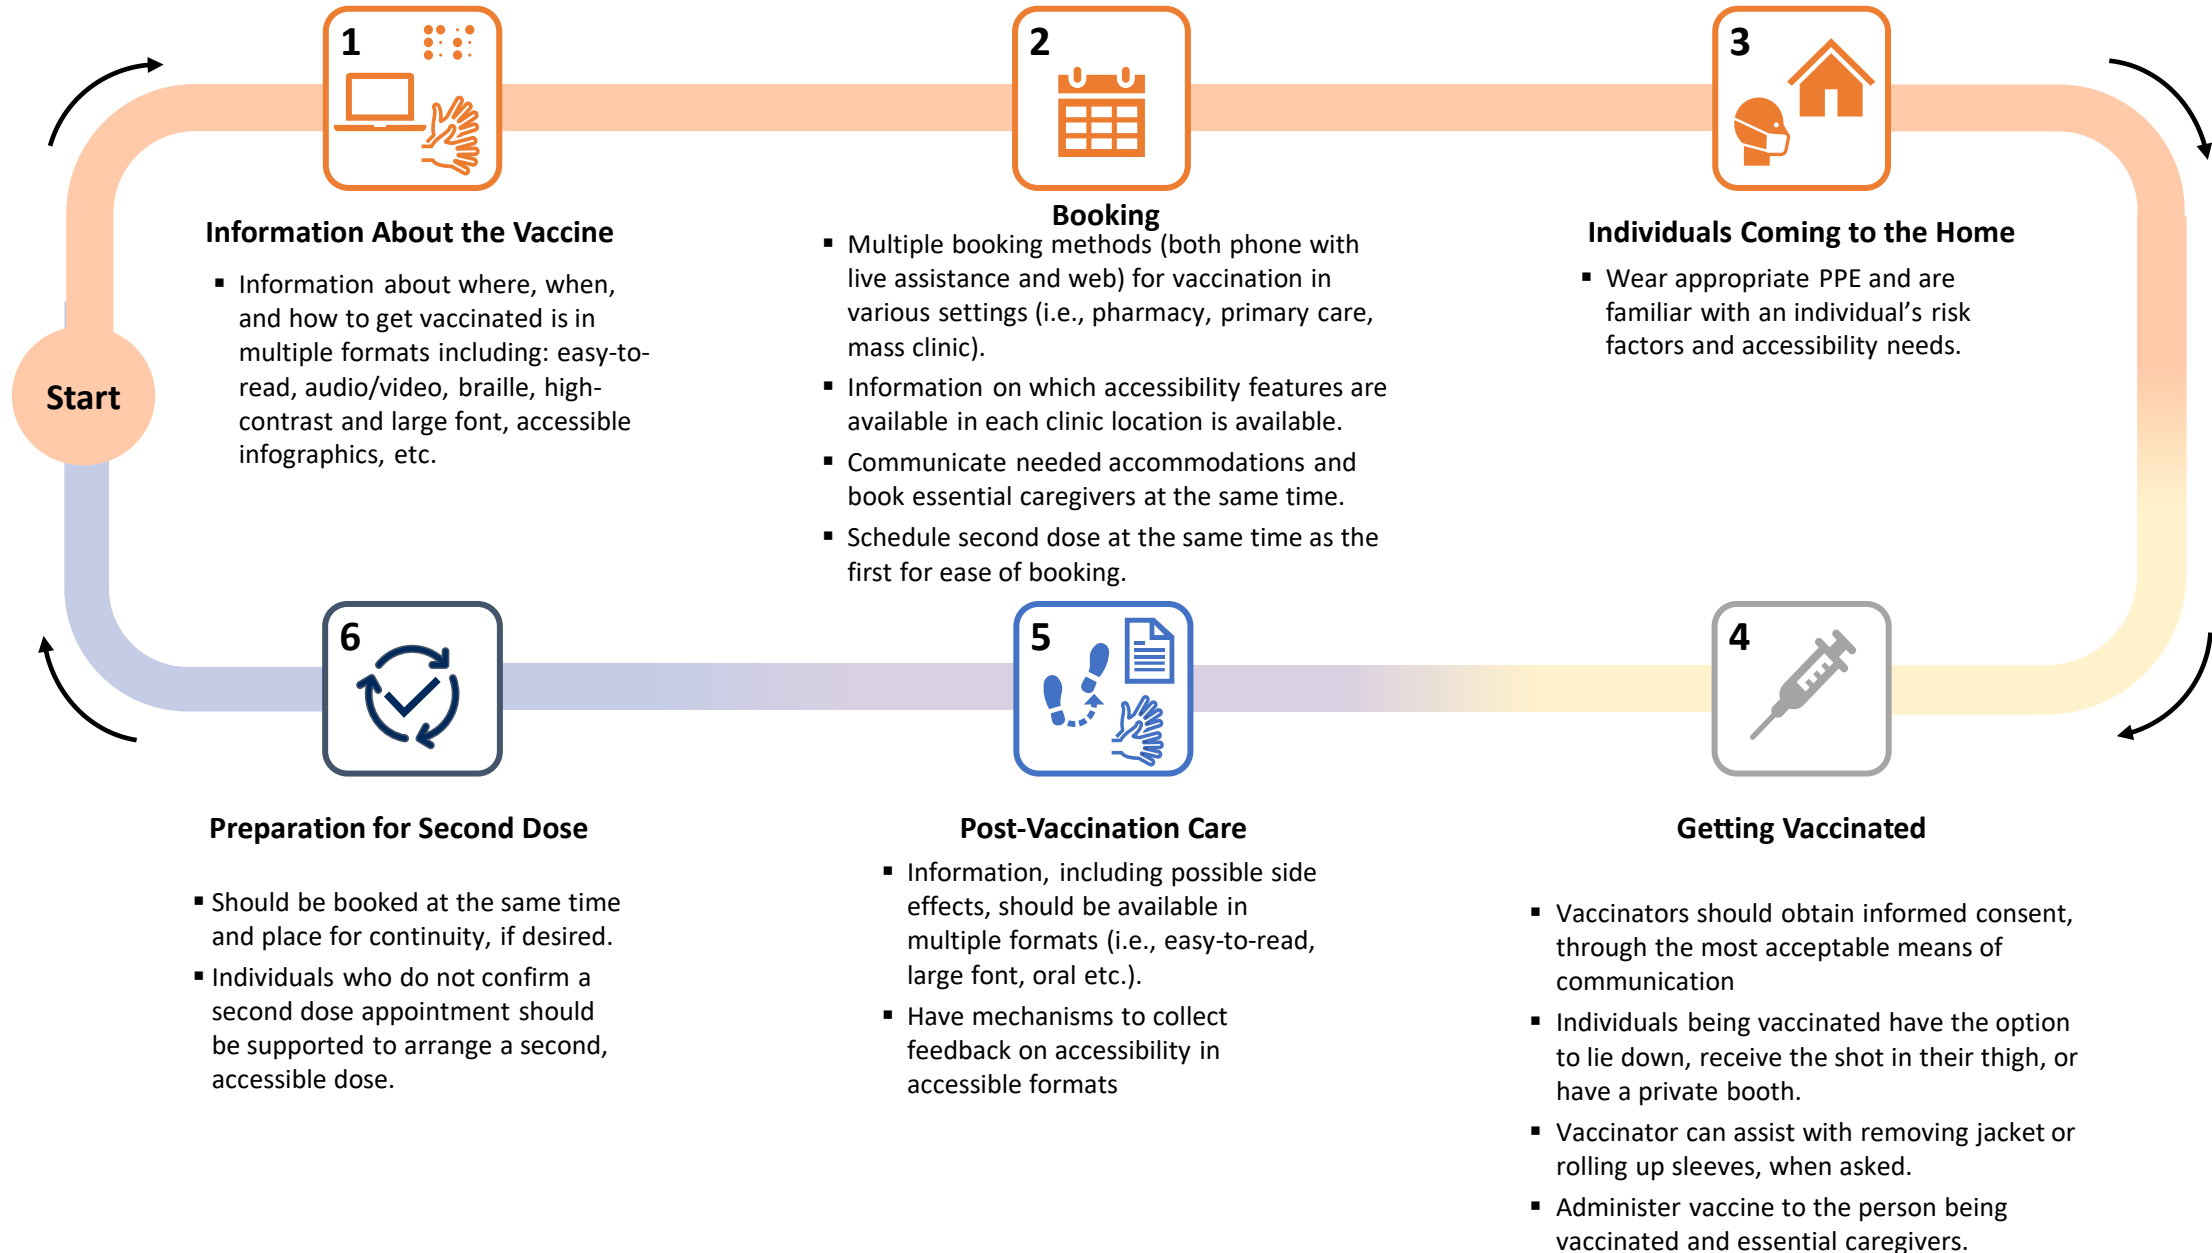 Start
1
Information About the Vaccine
▪ Information about where, when,
and how to get vaccinated is in
multiple formats including: easy-to-
read, audio/video, braille, high-
contrast and large font, accessible
infographics, etc.
2
Booking
▪ Multiple booking methods (both phone with
live assistance and web) for vaccination in
various settings (i.e., pharmacy, primary care,
mass clinic).
▪ Information on which accessibility features are
available in each clinic location is available.
▪ Communicate needed accommodations and
book essential caregivers at the same time.
▪ Schedule second dose at the same time as the
first for ease of booking.
3
Individuals Coming to the Home
▪ Wear appropriate PPE and are
familiar with an individual’s risk
factors and accessibility needs.
4
Getting Vaccinated
▪ Vaccinators should obtain informed consent,
through the most acceptable means of
communication
▪ Individuals being vaccinated have the option
to lie down, receive the shot in their thigh, or
have a private booth.
▪ Vaccinator can assist with removing jacket or
rolling up sleeves, when asked.
▪ Administer vaccine to the person being
vaccinated and essential caregivers.
5
Post-Vaccination Care
▪ Information, including possible side
effects, should be available in
multiple formats (i.e., easy-to-read,
large font, oral etc.).
▪ Have mechanisms to collect
feedback on accessibility in
accessible formats
6
Preparation for Second Dose
▪ Should be booked at the same time
and place for continuity, if desired.
▪ Individuals who do not confirm a
second dose appointment should
be supported to arrange a second,
accessible dose.